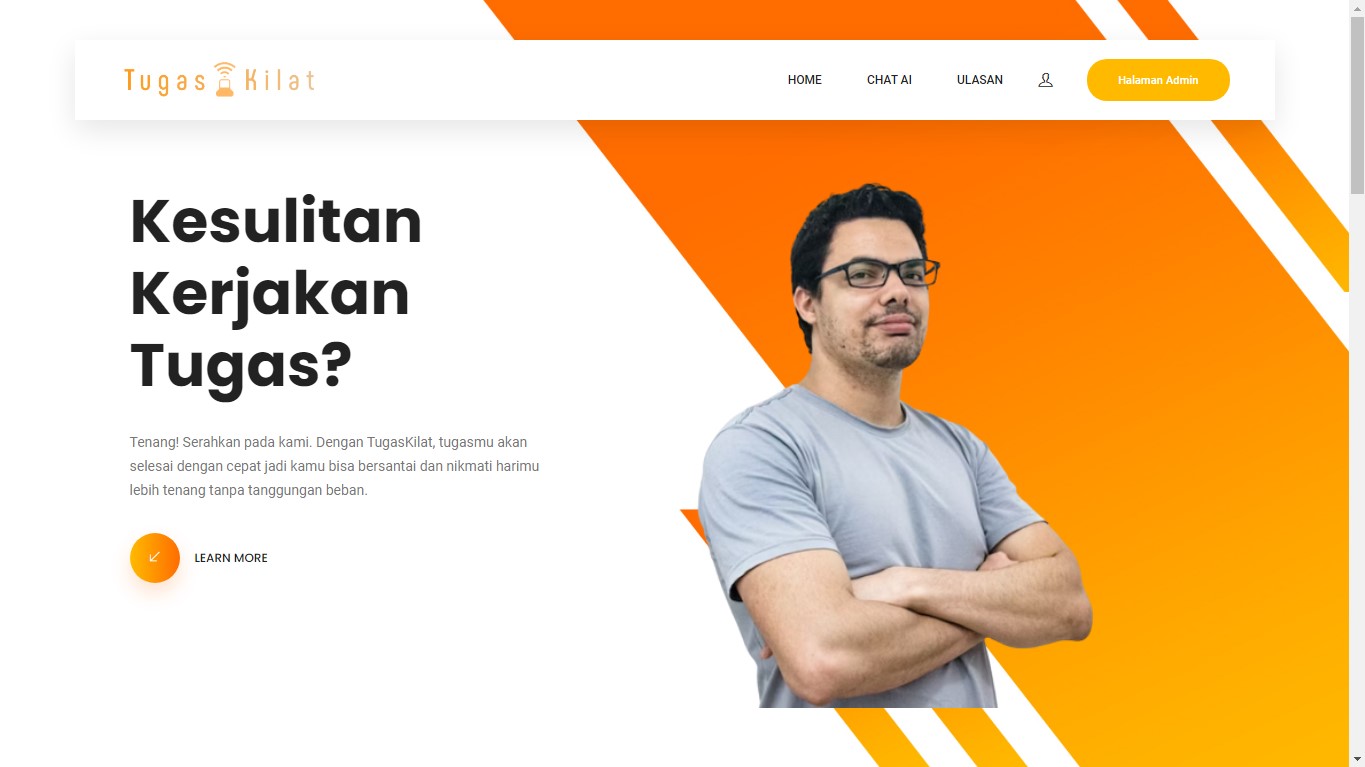 Tugas Kilat
HOME
CHAT AI
ULASAN
Halaman Admin
Kesulitan
Kerjakan
Tugas?
Tenang! Serahkan pada kami. Dengan TugasKilat, tugasmu akan
selesai dengan cepat jadi kamu bisa bersantai dan nikmati harimu
lebih tenang tanpa tanggungan beban.
LEARN MORE